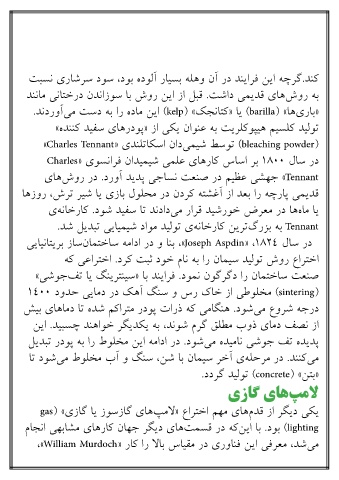 کند.گرچه این فرایند در آن وهله بسیار آلوده بود، سود سرشاری نسبت
به روش‌های قدیمی داشت. قبل از این روش با سوزاندن درختانی مانند
«باری‌ها» (barilla) یا «کتانجک» (kelp) این ماده را به دست می‌آوردند.
تولید کلسیم هیپوکلریت به عنوان یکی از «پودرهای سفید کننده»
(bleaching powder) توسط شیمی‌دان اسکاتلندی «Charles Tennant»
در سال ۱۸۰۰ بر اساس کارهای علمی شیمیدان فرانسوی «Charles
Tennant» جهشی عظیم در صنعت نساجی پدید آورد. در روش‌های
قدیمی پارچه را بعد از آغشته کردن در محلول بازی یا شیر ترش، روزها
یا ماه‌ها در معرض خورشید قرار می‌دادند تا سفید شود. کارخانه‌ی
Tennant به بزرگ‌ترین کارخانه‌ی تولید مواد شیمیایی تبدیل شد.
در سال ۱۸۲۴، «Joseph Aspdin»، بنا و در ادامه ساختمان‌ساز بریتانیایی
اختراع روش تولید سیمان را به نام خود ثبت کرد. اختراعی که
صنعت ساختمان را دگرگون نمود. فرایند با «سینترینگ یا تف‌جوشی»
(sintering) مخلوطی از خاک رس و سنگ آهک در دمایی حدود ۱۴۰۰
درجه شروع می‌شود. هنگامی که ذرات پودر متراکم شده تا دماهای بیش
از نصف دمای ذوب مطلق گرم شوند، به یکدیگر خواهند چسبید. این
پدیده تف جوشی نامیده می‌شود. در ادامه این مخلوط را به پودر تبدیل
می‌کنند. در مرحله‌ی آخر سیمان با شن، سنگ و آب مخلوط می‌شود تا
«بتن» (concrete) تولید گردد.
لامپ‌های گازی
یکی دیگر از قدم‌های مهم اختراع «لامپ‌های گازسوز یا گازی» (gas
lighting) بود. با این‌که در قسمت‌های دیگر جهان کارهای مشابهی انجام
می‌شد، معرفی این فناوری در مقیاس بالا را کار «William Murdoch»،